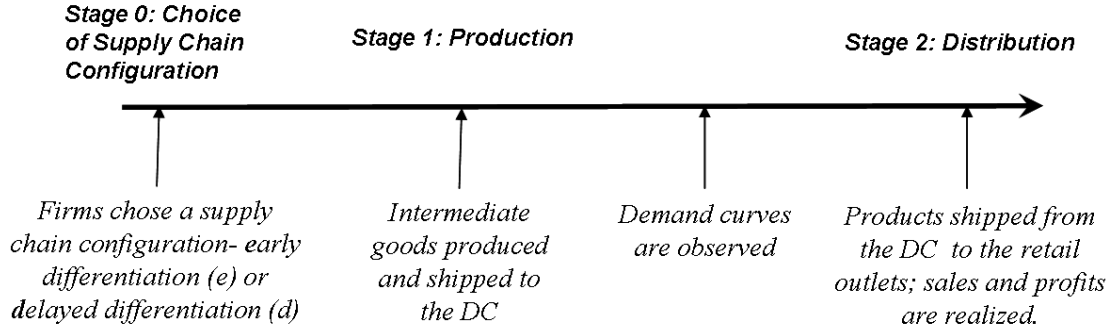 Stage 0: Choice
of Supply Chain
Configuration
Stage 1: Production
Stage 2: Distribution
Firms chose a supply
chain configuration- early
differentiation (e) or
delayed differentiation (d)
Intermediate
goods produced
and shipped to
the DC
Demand curves
are observed
Products shipped from
the DC to the retail
outlets; sales and profits
are realized.